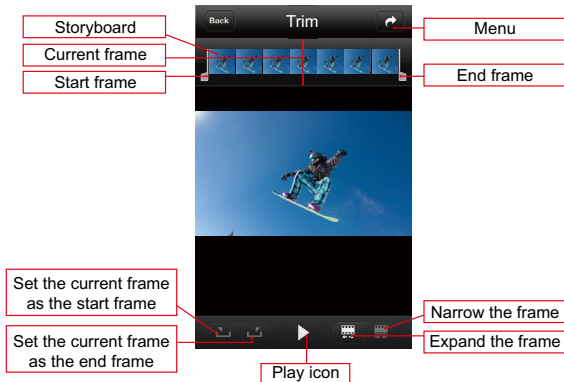 Back
Trim
Storyboard
Current frame
Start frame
Menu
End frame
Set the current frame
as the start frame
Set the current frame
as the end frame
Play icon
Narrow the frame
Expand the frame